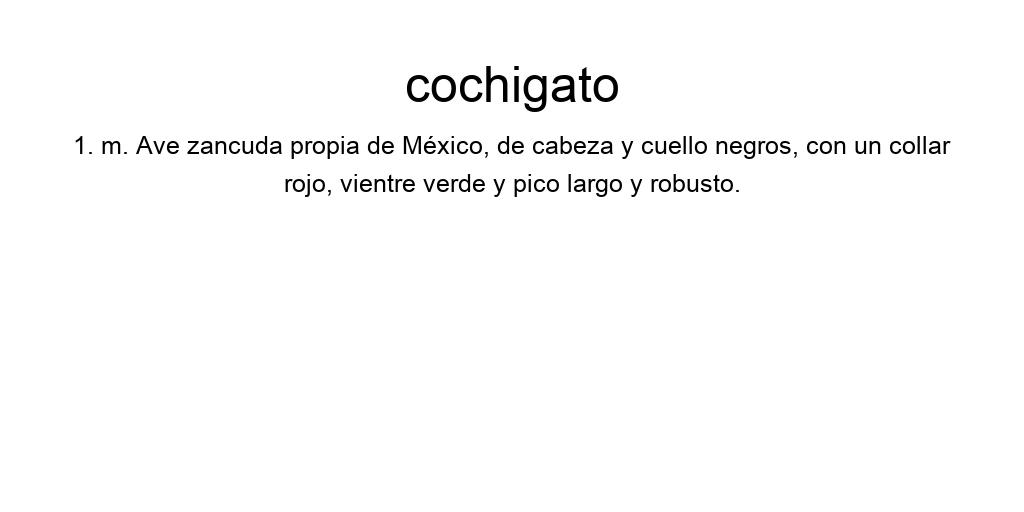 cochigato
1. m. Ave zancuda propia de México, de cabeza y cuello negros, con un collar
rojo, vientre verde y pico largo y robusto.